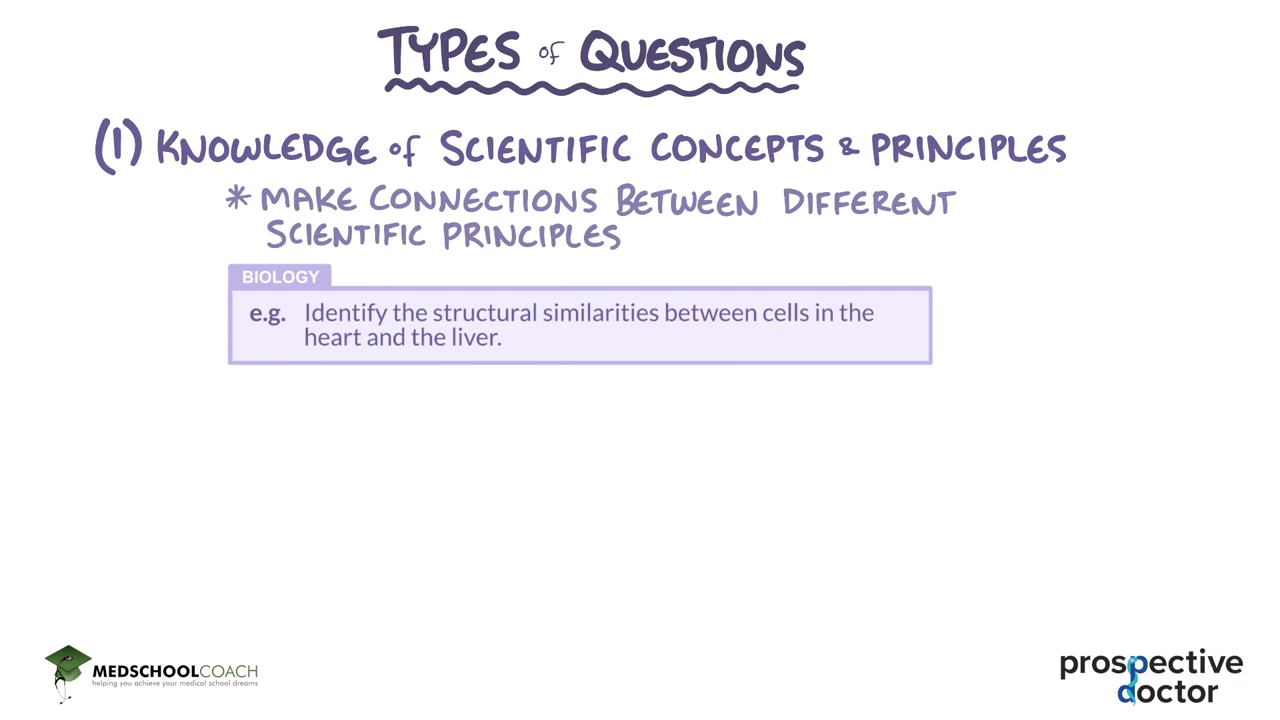 TYPES of QUESTIONS
(1) KNOWLEDGE of SCIENTIFIC CONCEPTS & PRINCIPLES
* MAKE CONNECTIONS BETWEEN DIFFERENT
SCIENTIFIC PRINCIPLES
BIOLOGY
e.g. Identify the structural similarities between cells in the
heart and the liver.
MEDSCHOOLCOACH
helping you achieve your medical school dreams
prospective
doctor